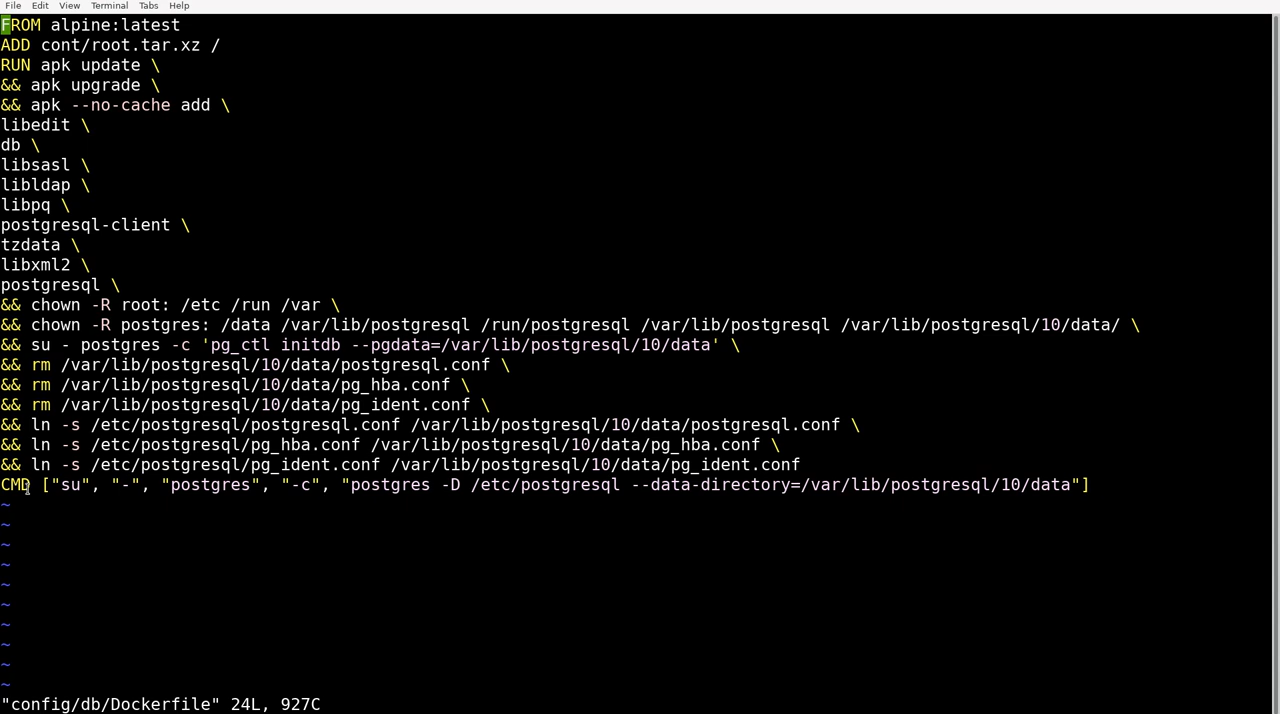 File Edit View Terminal Tabs Help
FROM alpine:latest
ADD cont/root.tar.xz /
RUN apk update \
&& apk upgrade \
&& apk --no-cache add \
libedit \
db \
libsasl \
libldap \
libpq \
postgresql-client \
tzdata \
libxml2 \
postgresql \
&& chown -R root: /etc /run /var \
&& chown -R postgres: /data /var/lib/postgresql /run/postgresql /var/lib/postgresql /var/lib/postgresql/10/data/ \
&& su - postgres -c 'pg_ctl initdb --pgdata=/var/lib/postgresql/10/data' \
&& rm /var/lib/postgresql/10/data/postgresql.conf \
&& rm /var/lib/postgresql/10/data/pg_hba.conf \
&& rm /var/lib/postgresql/10/data/pg_ident.conf \
&& ln -s /etc/postgresql/postgresql.conf /var/lib/postgresql/10/data/postgresql.conf \
&& ln -s /etc/postgresql/pg_hba.conf /var/lib/postgresql/10/data/pg_hba.conf \
&& ln -s /etc/postgresql/pg_ident.conf /var/lib/postgresql/10/data/pg_ident.conf
CMD ["su", "-", "postgres", "-c", "postgres -D /etc/postgresql --data-directory=/var/lib/postgresql/10/data"]
~
~
~
~
~
~
~
~
~
~
"config/db/Dockerfile" 24L, 927C